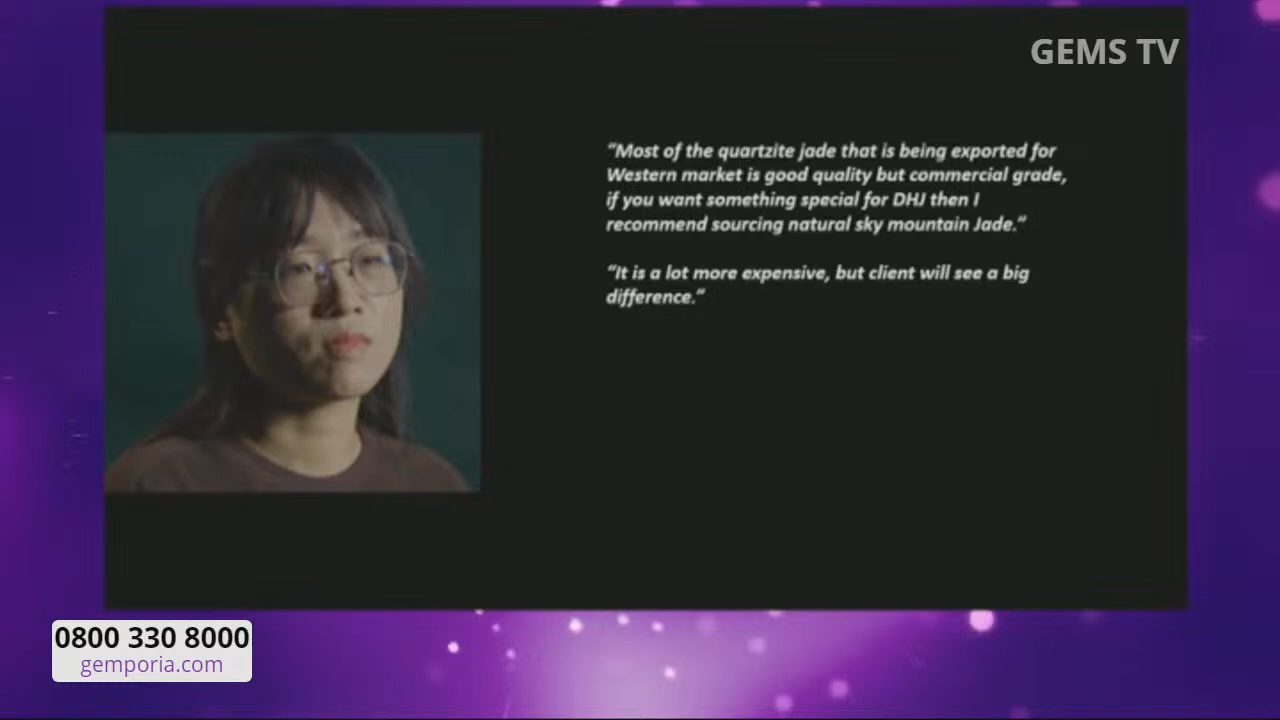 GEMS TV
“Most of the quartzite jade that is being exported for
Western market is good quality but commercial grade,
if you want something special for DHJ then I
recommend sourcing natural sky mountain Jade.”
“It is a lot more expensive, but client will see a big
difference.”
0800 330 8000
gemporia.com